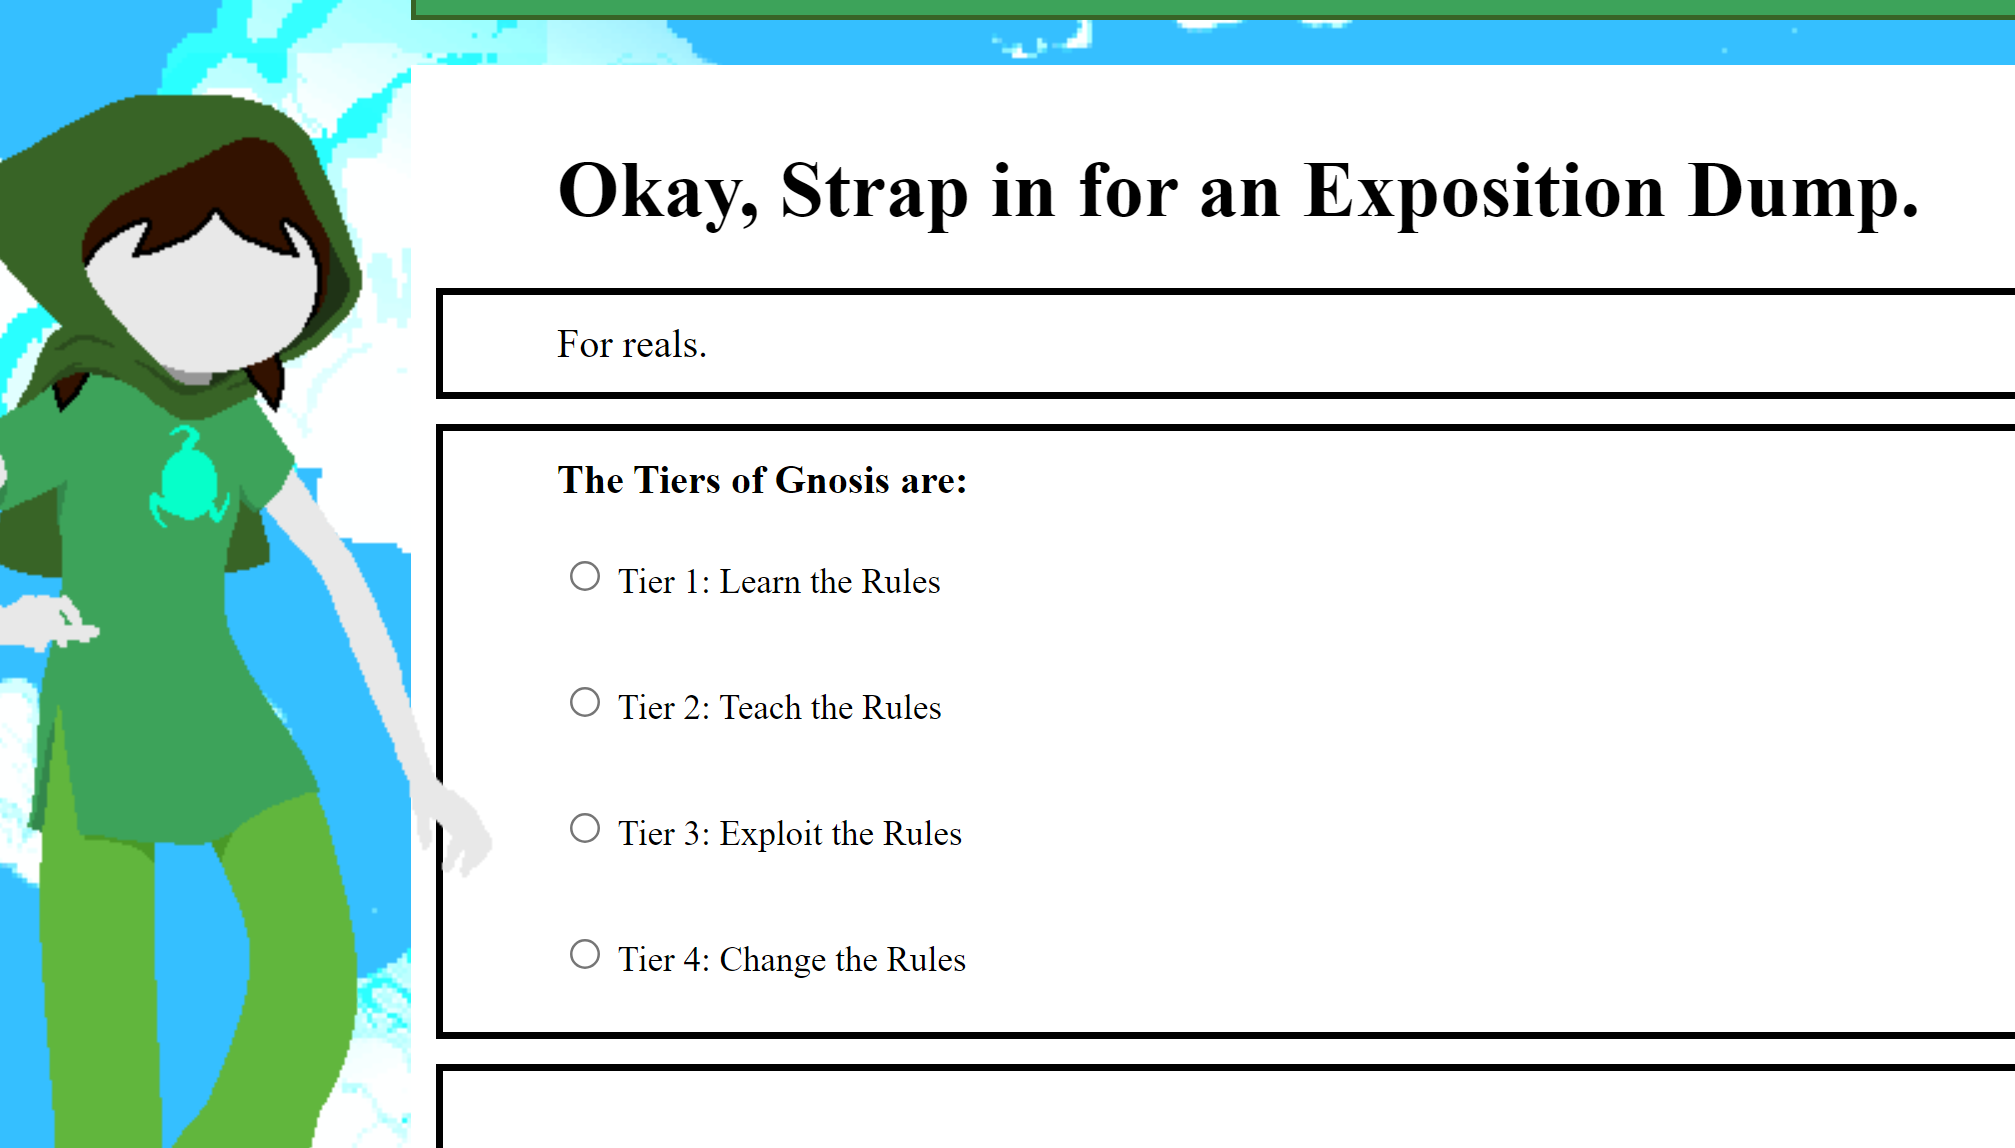 Okay, Strap in for an Exposition Dump.
For reals.
The Tiers of Gnosis are:
Tier 1: Learn the Rules
Tier 2: Teach the Rules
Tier 3: Exploit the Rules
Tier 4: Change the Rules